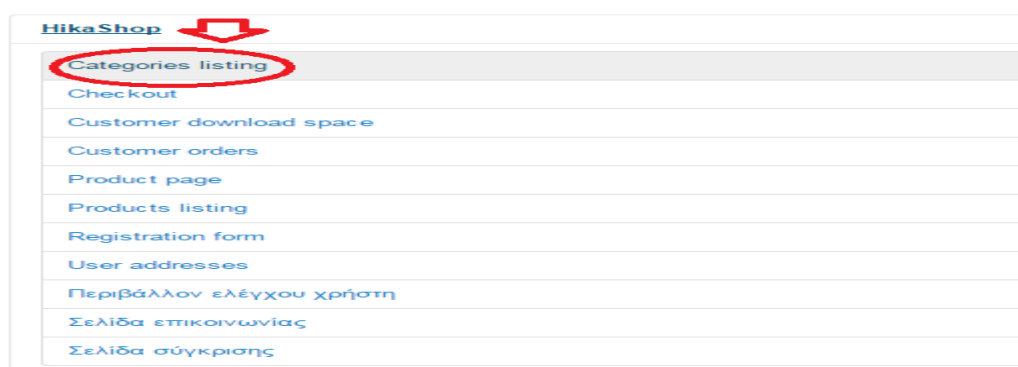 HikaShop
Categories listing
Checkout
Customer download space
Customer orders
Product page
Products listing
Registration form
User addresses
Περιβάλλον ελέγχου χρήστη
Σελίδα επικοινωνίας
Σελίδα σύγκρισης